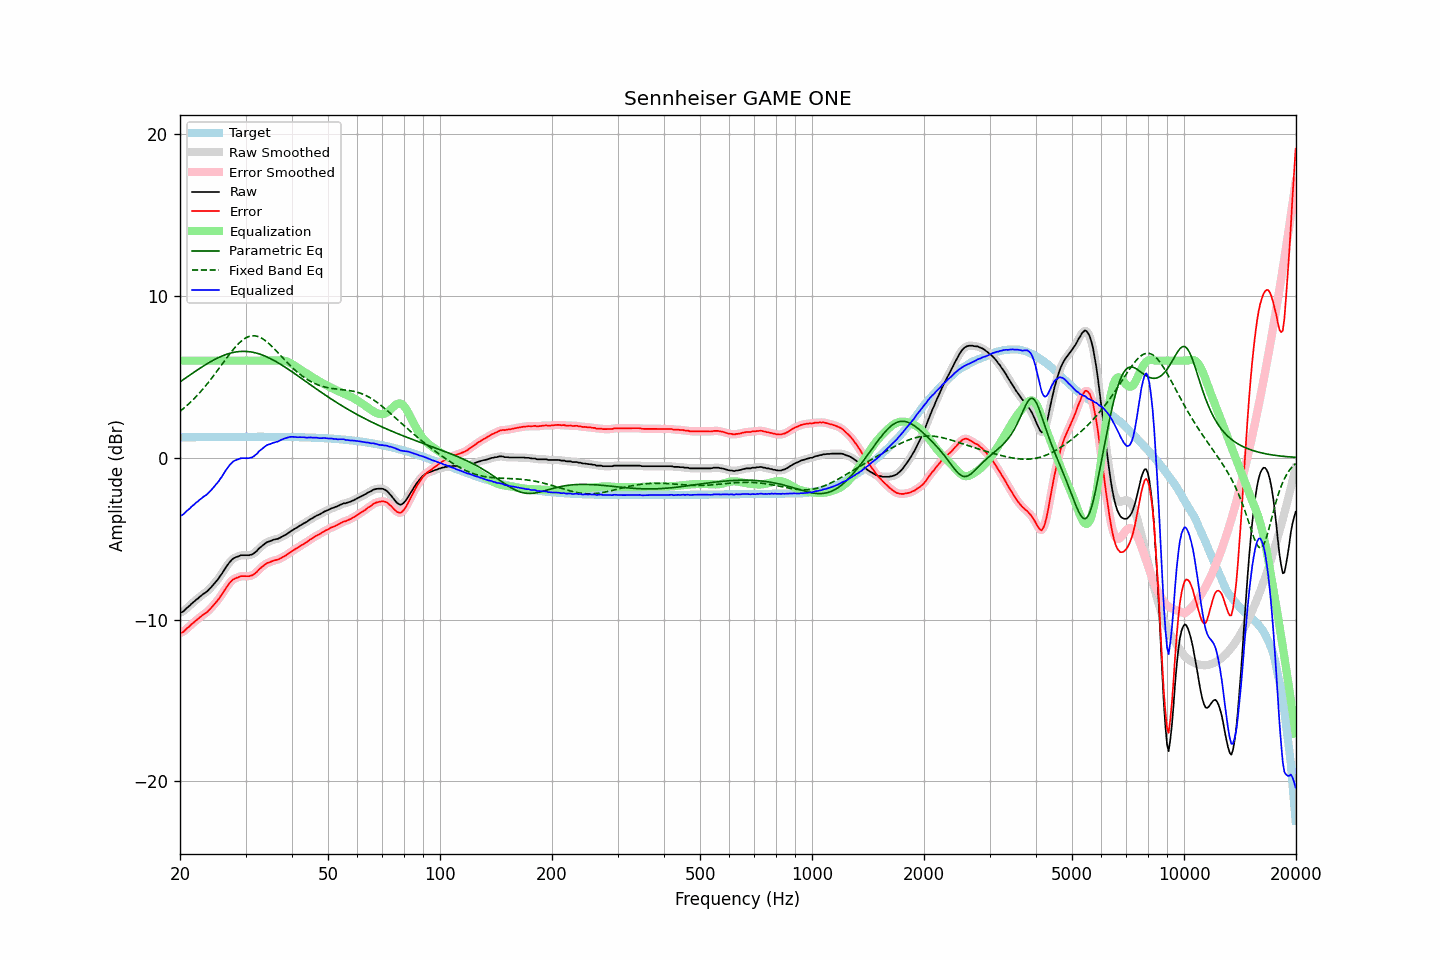 Sennheiser GAME ONE
Target
Raw Smoothed
Error Smoothed
Raw
Error
Equalization
Parametric Eq
Fixed Band Eq
Equalized
Amplitude (dBr)
20
10
0
−10
−20
20 50 100 200 500 1000 2000 5000 10000 20000
Frequency (Hz)